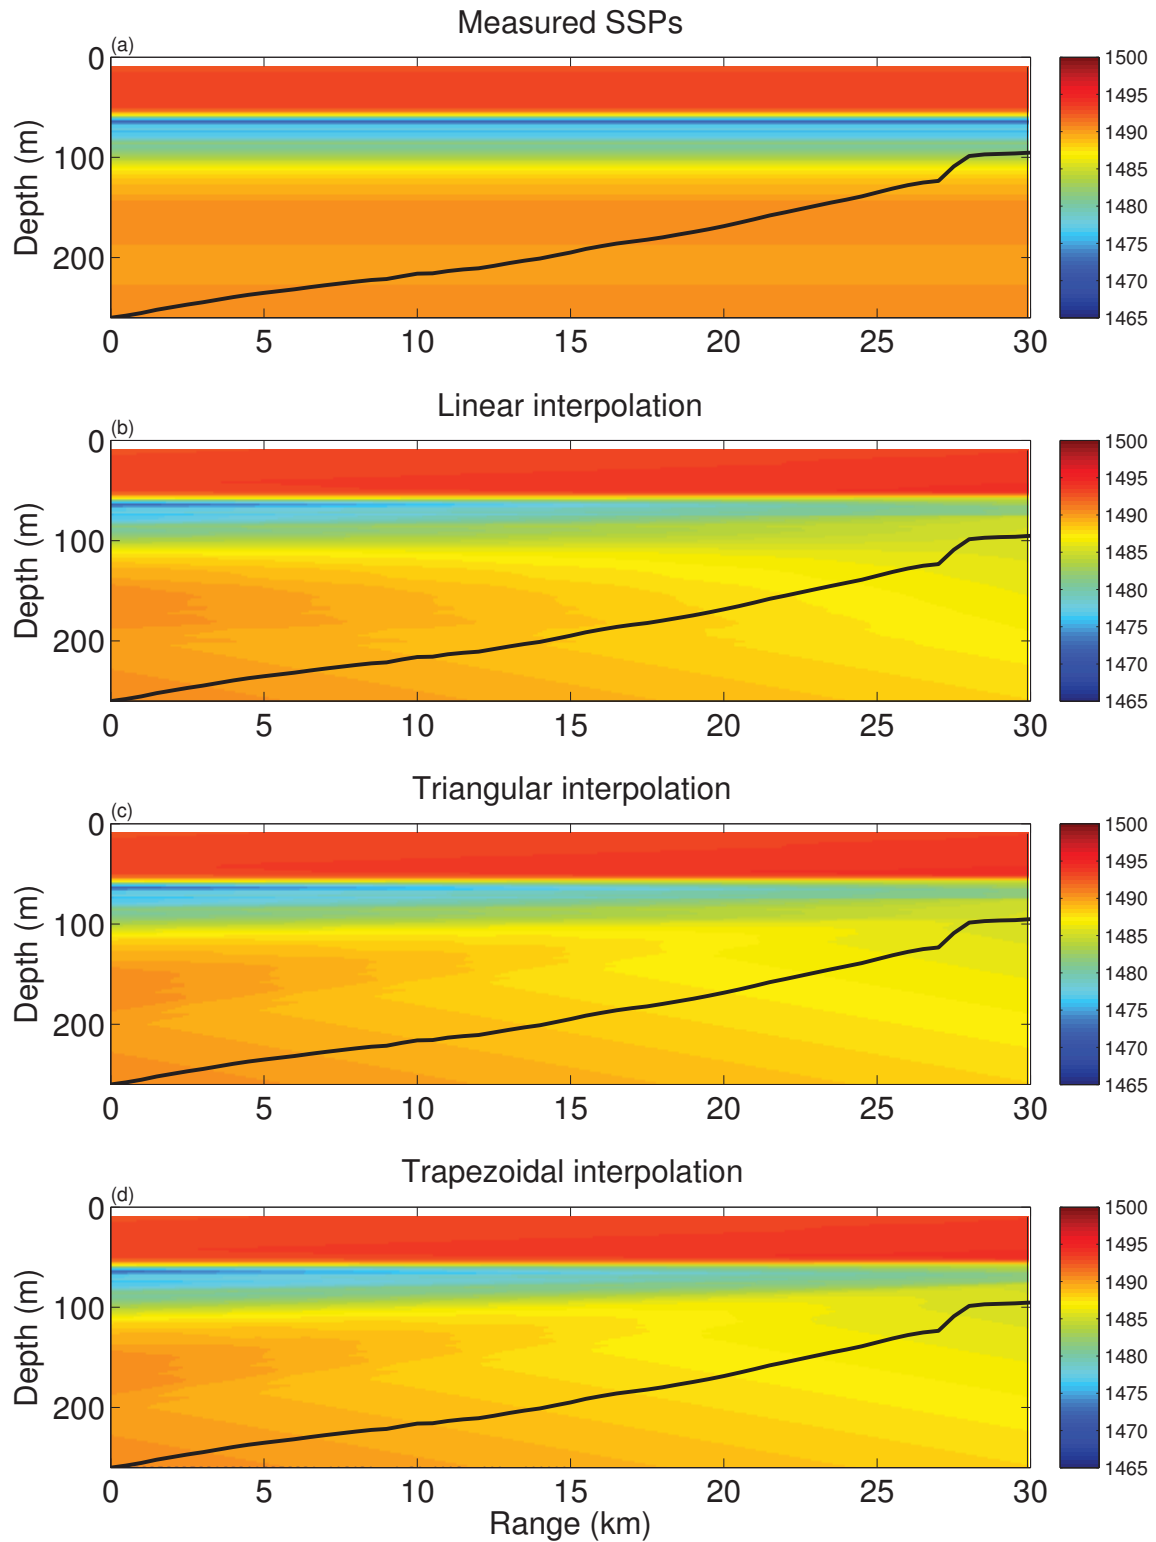 Measured SSPs
(a)
0
100
200
Depth (m)
0 5 10 15 20 25 30
1500
1495
1490
1485
1480
1475
1470
1465
Linear interpolation
(b)
0
100
200
Depth (m)
0 5 10 15 20 25 30
1500
1495
1490
1485
1480
1475
1470
1465
Triangular interpolation
(c)
0
100
200
Depth (m)
0 5 10 15 20 25 30
1500
1495
1490
1485
1480
1475
1470
1465
Trapezoidal interpolation
(d)
0
100
200
Depth (m)
0 5 10 15 20 25 30
Range (km)
1500
1495
1490
1485
1480
1475
1470
1465